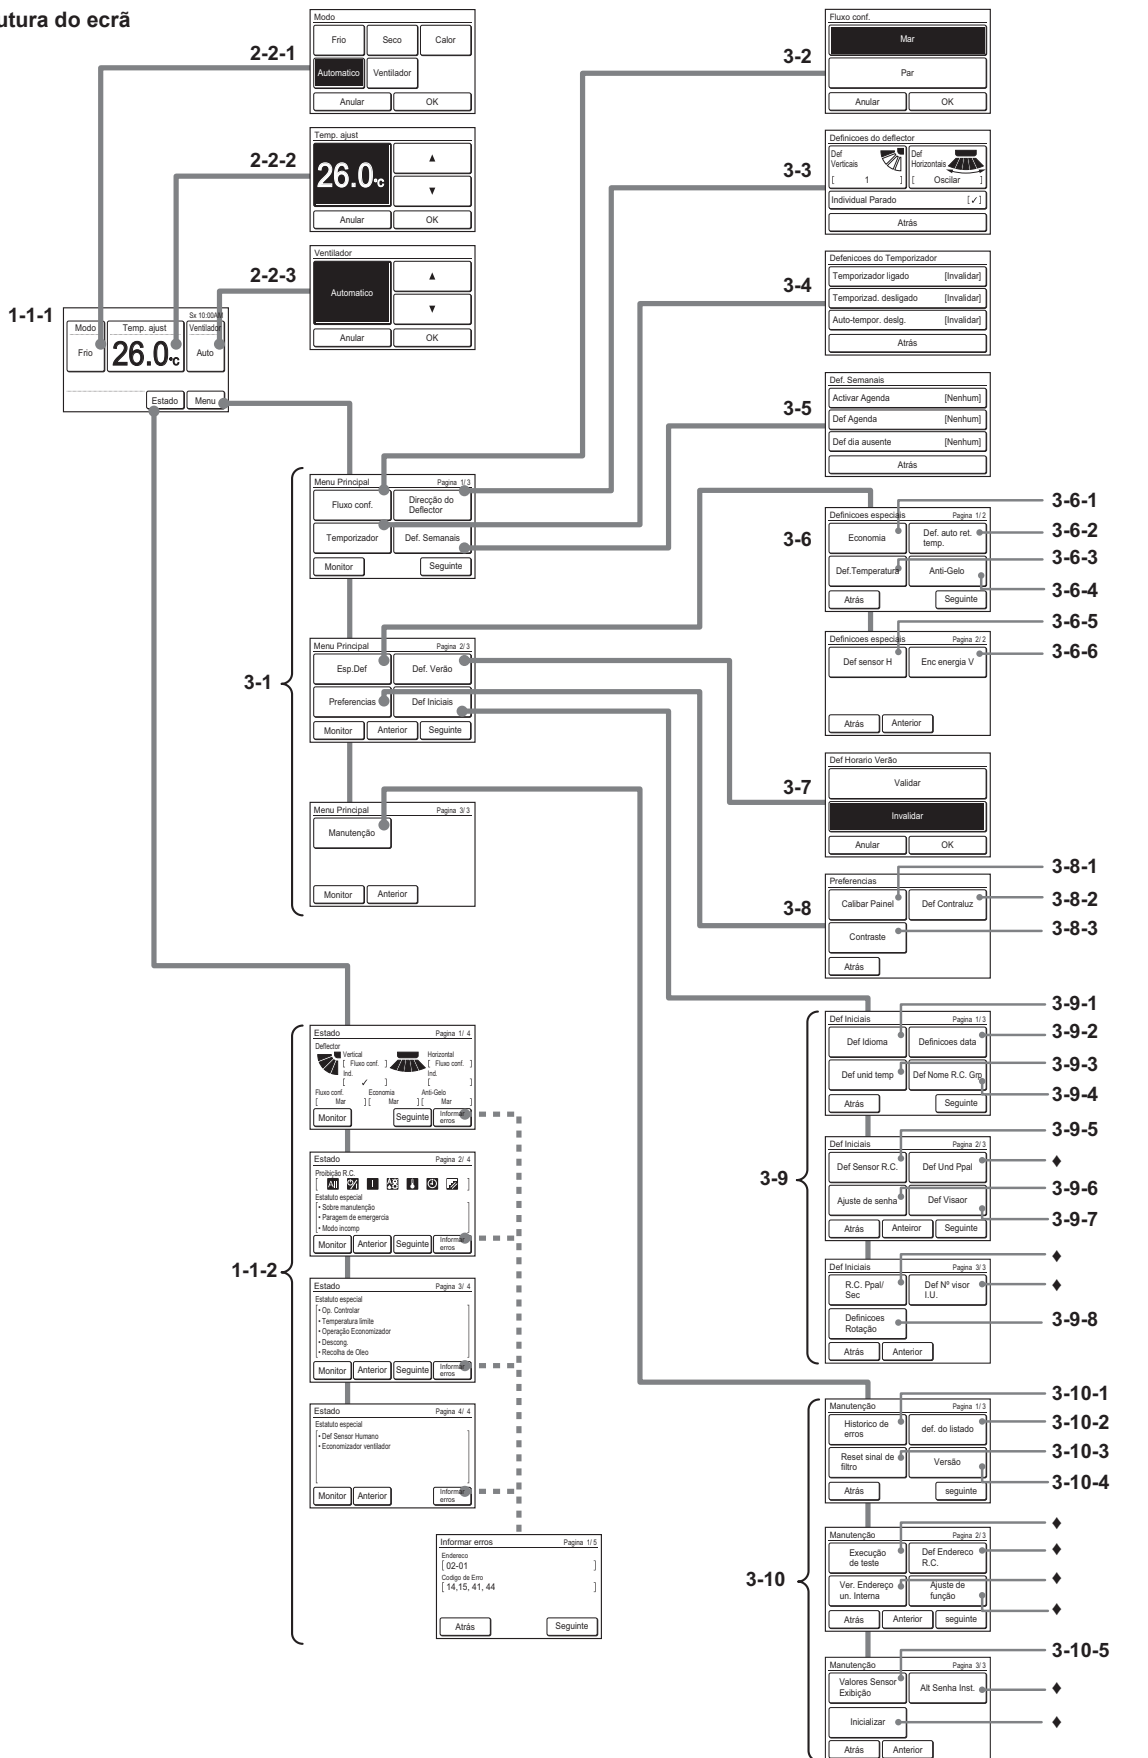 utura do ecrã
1-1-1
Sx 10:00AM
Modo
Temp. ajust
Ventilador
Frio
26.0°C
Auto
Estado
Menu
2-2-1
Modo
Frio
Seco
Calor
Automatico
Ventilador
Anular
OK
2-2-2
Temp. ajust
26.0°C
▲
▼
Anular
OK
2-2-3
Ventilador
Automatico
▲
▼
Anular
OK
3-1
Menu Principal
Pagina 1/ 3
Fluxo conf.
Direcção do
Deflector
Temporizador
Def. Semanais
Monitor
Seguinte
Menu Principal
Pagina 2/ 3
Esp.Def
Def. Verão
Preferencias
Def Iniciais
Monitor
Anterior
Seguinte
Menu Principal
Pagina 3/ 3
Manutenção
Monitor
Anterior
1-1-2
Estado
Pagina 1/ 4
Deflector
Vertical
[ Fluxo conf. ]
Ind.
[ ✓ ]
Horizontal
[ Fluxo conf. ]
Ind.
[ ]
Fluxo conf.
Economia
Anti-Gelo
[ Mar ] [ Mar ] [ Mar ]
Monitor
Seguinte
Informar
erros
Estado
Pagina 2/ 4
Proibição R.C.
[ All ]
Estatuto especial
• Sobre manutenção
• Paragem de emergercia
• Modo incomp
Monitor
Anterior
Seguinte
Informar
erros
Estado
Pagina 3/ 4
Estatuto especial
• Op. Controlar
• Temperatura limite
• Operação Economizador
• Descong.
• Recolha de Oleo
Monitor
Anterior
Seguinte
Informar
erros
Estado
Pagina 4/ 4
Estatuto especial
• Def Sensor Humano
• Economizador ventilador
Monitor
Anterior
Informar
erros
Informar erros
Pagina 1/ 5
Endereco
[ 02-01 ]
Codigo de Erro
[ 14,15, 41, 44 ]
Atrás
Seguinte
3-2
Fluxo conf.
Mar
Par
Anular
OK
3-3
Definicoes do deflector
Def
Verticais
[ 1 ]
Def
Horizontais
[ Oscilar ]
Individual Parado
[✓]
Atrás
3-4
Defenicoes do Temporizador
Temporizador ligado
[Invalidar]
Temporizad. desligado
[Invalidar]
Auto-tempor. deslg.
[Invalidar]
Atrás
3-5
Def. Semanais
Activar Agenda
[Nenhum]
Def Agenda
[Nenhum]
Def dia ausente
[Nenhum]
Atrás
3-6
Definicoes especiais
Pagina 1/ 2
Economia
Def. auto ret.
temp.
Def.Temperatura
Anti-Gelo
Atrás
Seguinte
3-6-1
3-6-2
3-6-3
3-6-4
3-6-5
3-6-6
Definicoes especiais
Pagina 2/ 2
Def sensor H
Enc energia V
Atrás
Anterior
3-7
Def Horario Verão
Validar
Invalidar
Anular
OK
3-8
Preferencias
Calibar Painel
Def Contraluz
Contraste
Atrás
3-8-1
3-8-2
3-8-3
3-9
Def Iniciais
Pagina 1/ 3
Def Idioma
Definicoes data
Def unid temp
Def Nome R.C. Grp
Atrás
Seguinte
3-9-1
3-9-2
3-9-3
3-9-4
Def Iniciais
Pagina 2/ 3
Def Sensor R.C.
Def Und Ppal
Ajuste de senha
Def Visaor
Atrás
Anteiror
Seguinte
3-9-5
♦
3-9-6
3-9-7
Def Iniciais
Pagina 3/ 3
R.C. Ppal/
Sec
Def Nº visor
I.U.
Definicoes
Rotação
Atrás
Anterior
♦
♦
3-9-8
3-10
Manutenção
Pagina 1/ 3
Historico de
erros
def. do listado
Reset sinal de
filtro
Versão
Atrás
seguinte
3-10-1
3-10-2
3-10-3
3-10-4
Manutenção
Pagina 2/ 3
Execução
de teste
Def Endereco
R.C.
Ver. Endereço
un. Interna
Ajuste de
função
Atrás
Anterior
seguinte
♦
♦
♦
♦
Manutenção
Pagina 3/ 3
Valores Sensor
Exibição
Alt Senha Inst.
Inicializar
Atrás
Anterior
3-10-5
♦
♦